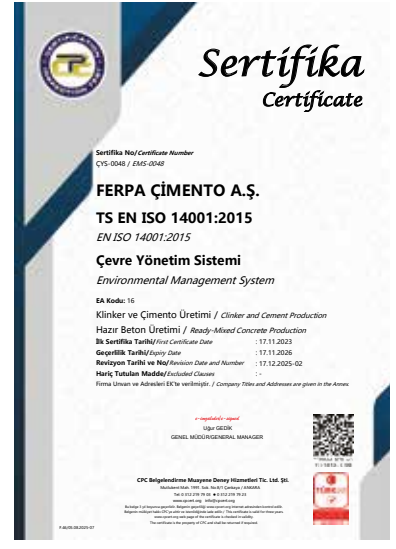 Sertifika
Certificate
Sertifika No/Certificate Number
ÇYS-0048 / EMS-0048
FERPA ÇİMENTO A.Ş.
TS EN ISO 14001:2015
EN ISO 14001:2015
Çevre Yönetim Sistemi
Environmental Management System
EA Kodu: 16
Klinker ve Çimento Üretimi / Clinker and Cement Production
Hazır Beton Üretimi / Ready-Mixed Concrete Production
İlk Sertifika Tarihi/First Certificate Date : 17.11.2023
Geçerlilik Tarihi/Expiry Date : 17.11.2026
Revizyon Tarihi ve No/Revision Date and Number : 17.12.2025-02
Hariç Tutulan Madde/Excluded Clauses : -
Firma Unvan ve Adresleri EK'te verilmiştir. / Company Titles and Addresses are given in the Annex.
Uğur GEDİK
GENEL MÜDÜR/GENERAL MANAGER
CPC Belgelendirme Muayene Deney Hizmetleri Tic. Ltd. Şti.